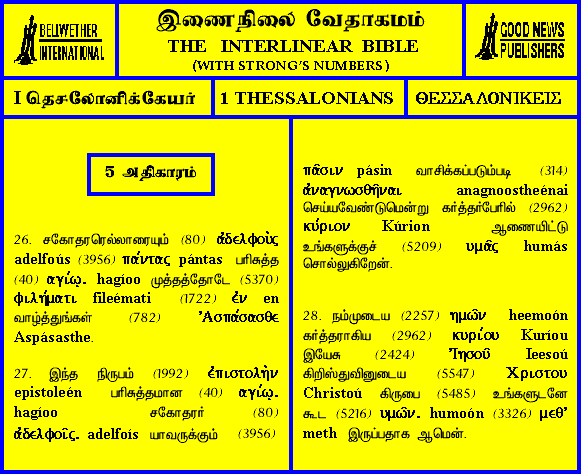 BELLWETHER
INTERNATIONAL
இணைநிலை வேதாகமம்
THE INTERLINEAR BIBLE
(WITH STRONG'S NUMBERS)
GOOD NEWS
PUBLISHERS
I தெசலோனிக்கேயர்
1 THESSALONIANS
ΘΕΣΣΑΛΟΝΙΚΕΙΣ
5 அதிகாரம்
26. சகோதரரெல்லாரையும் (80) ἀδελφοὺς
adelfoús (3956) πάντας pántas பரிசுத்த
(40) αγίῳ. hagíoo முத்தத்தோடே (5370)
φιλήματι fileémati (1722) ἐν en
வாழ்த்துங்கள் (782) Ἀσπάσασθε
Aspásasthe.
27. இந்த நிருபம் (1992) ἐπιστολὴν
epistoleén பரிசுத்தமான (40) αγίῳ.
hagíoo சகோதரர் (80)
ἀδελφοῖς. adelfoís யாவருக்கும் (3956)
πᾶσιν pásin வாசிக்கப்படும்படி (314)
ἀναγνωσθῆναι anagnoostheénai
செய்யவேண்டுமென்று கர்த்தர்பேரில் (2962)
κύριον Kúrion ஆணையிட்டு
உங்களுக்குச் (5209) υμᾶς humás
சொல்லுகிறேன்.
28. நம்முடைய (2257) ημῶν heemoón
கர்த்தராகிய (2962) κυρίου Kuríou
இயேசு (2424) Ἰησοῦ Ieesoú
கிறிஸ்துவினுடைய (5547) Χριστου
Christoú கிருபை (5485) உங்களுடனே
கூட (5216) υμῶν. humoón (3326) μεθ'
meth இருப்பதாக ஆமென்.